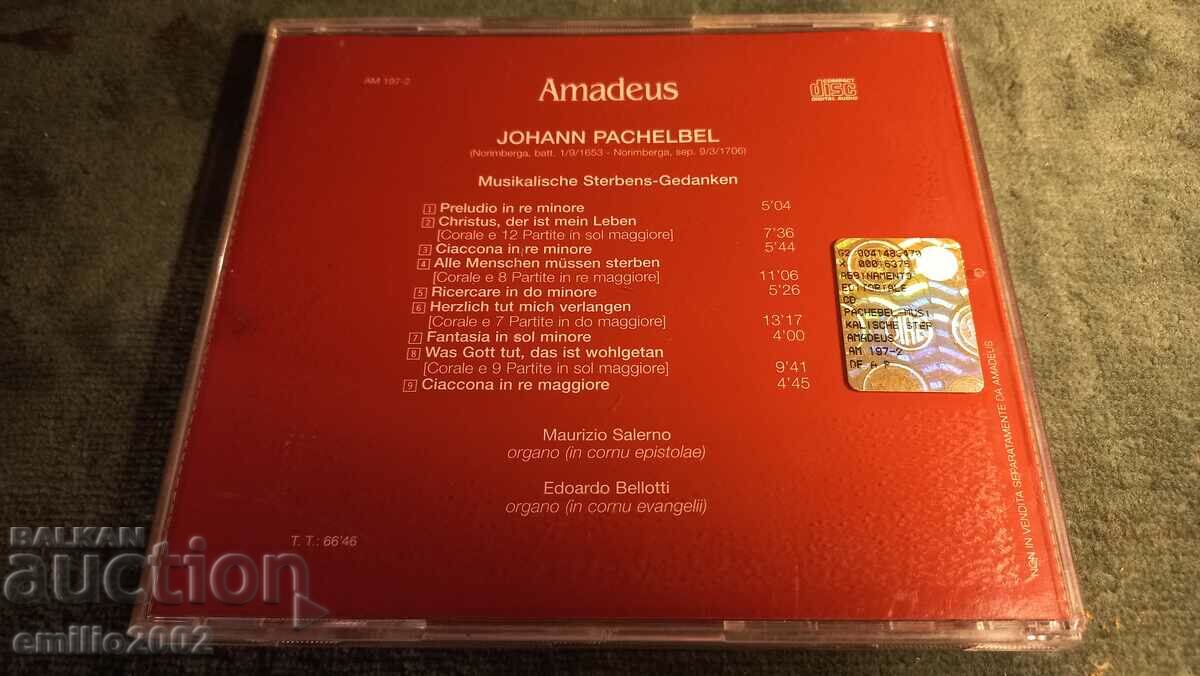 AM 197-2
Amadeus
COMPACT
disc
DIGITAL AUDIO
JOHANN PACHELBEL
(Norimberga, batt. 1/9/1653 - Norimberga, sep. 9/3/1706)
Musikalische Sterbens-Gedanken
1 Preludio in re minore 5'04
2 Christus, der ist mein Leben
[Corale e 12 Partite in sol maggiore] 7'36
3 Ciaccona in re minore 5'44
4 Alle Menschen müssen sterben
[Corale e 8 Partite in re maggiore] 11'06
5 Ricercare in do minore 5'26
6 Herzlich tut mich verlangen
[Corale e 7 Partite in do maggiore] 13'17
7 Fantasia in sol minore 4'00
8 Was Gott tut, das ist wohlgetan
[Corale e 9 Partite in sol maggiore] 9'41
9 Ciaccona in re maggiore 4'45
Maurizio Salerno
organo (in cornu epistolae)
Edoardo Bellotti
organo (in cornu evangelii)
T. T.: 66'46
EDITORIALE
CD
PACHEBEL MUSI
KALISCHE STER
AMADEUS
AM 197-2
NON IN VENDITA SEPARATAMENTE DA AMADEUS
BALKAN
auction
emilio2002